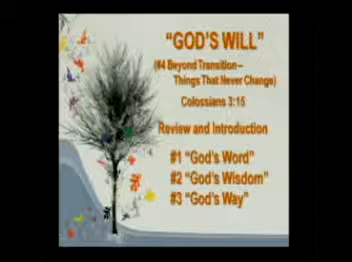 “GOD'S WILL”
(#4 Beyond Transition–
Things That Never Change)
Colossians 3:15
Review and Introduction
#1 “God's Word”
#2 “God's Wisdom”
#3 “God's Way”